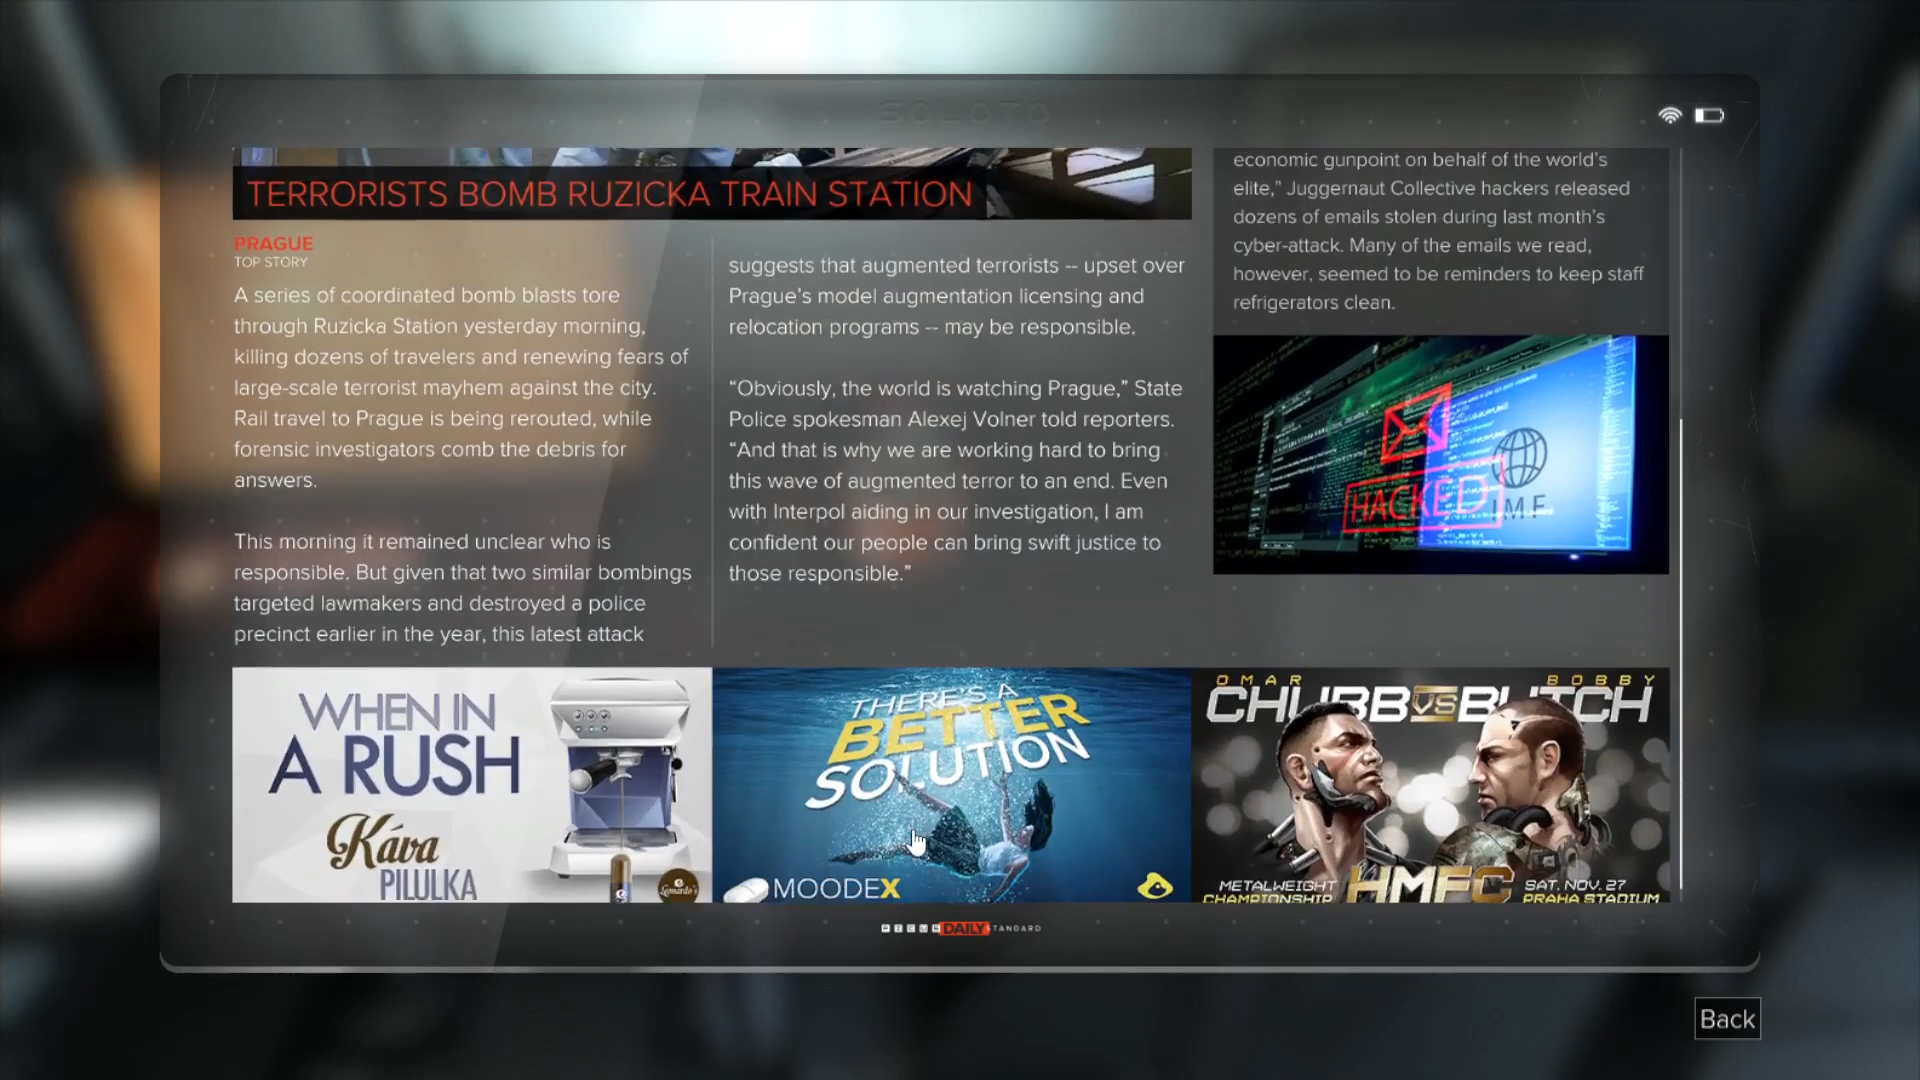 SOLOTO
TERRORISTS BOMB RUZICKA TRAIN STATION
PRAGUE
TOP STORY
A series of coordinated bomb blasts tore
through Ruzicka Station yesterday morning,
killing dozens of travelers and renewing fears of
large-scale terrorist mayhem against the city.
Rail travel to Prague is being rerouted, while
forensic investigators comb the debris for
answers.
This morning it remained unclear who is
responsible. But given that two similar bombings
targeted lawmakers and destroyed a police
precinct earlier in the year, this latest attack
suggests that augmented terrorists -- upset over
Prague's model augmentation licensing and
relocation programs -- may be responsible.
“Obviously, the world is watching Prague,” State
Police spokesman Alexej Volner told reporters.
“And that is why we are working hard to bring
this wave of augmented terror to an end. Even
with Interpol aiding in our investigation, I am
confident our people can bring swift justice to
those responsible.”
economic gunpoint on behalf of the world's
elite,” Juggernaut Collective hackers released
dozens of emails stolen during last month's
cyber-attack. Many of the emails we read,
however, seemed to be reminders to keep staff
refrigerators clean.
HACKED
IMF
WHEN IN
A RUSH
Káva
PILULKA
Leonardo's
THERE'S A
BETTER
SOLUTION
MOODEX
OMAR BOBBY
CHUBB VS BUTCH
METALWEIGHT
CHAMPIONSHIP
HMFC
SAT. NOV. 27
PRAHA STADIUM
PICUS DAILY STANDARD
Back